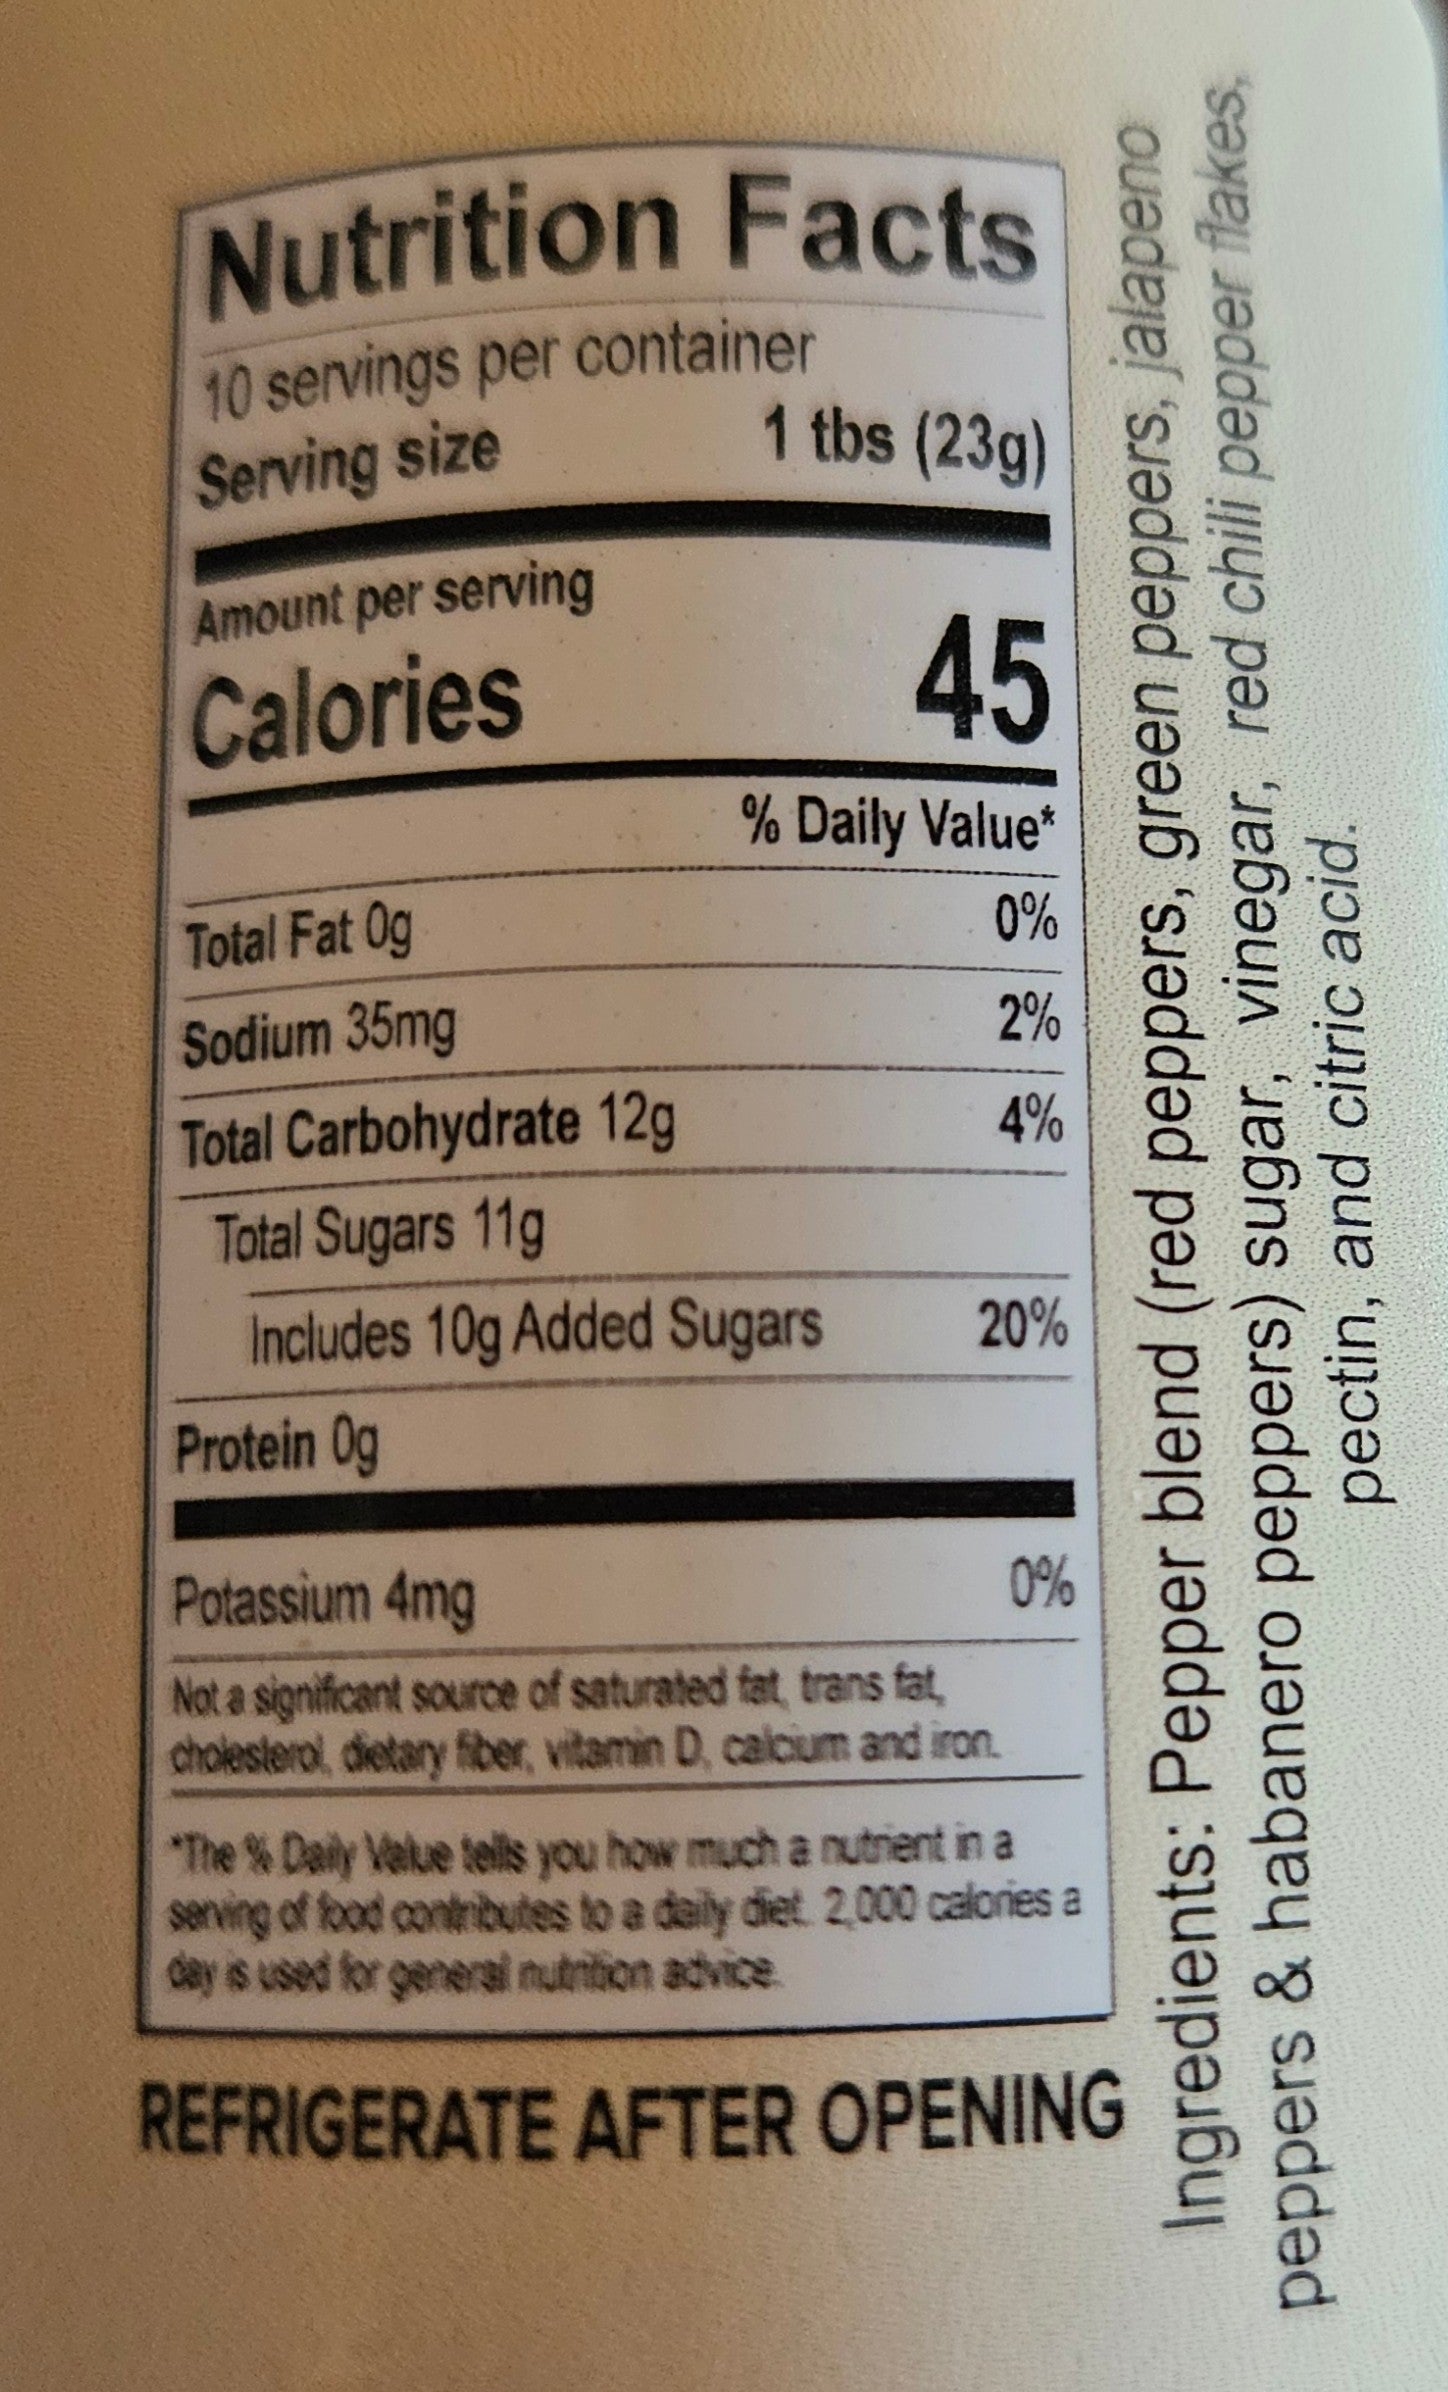 Nutrition Facts
10 servings per container
Serving size 1 tbs (23g)
Amount per serving
Calories 45
% Daily Value*
Total Fat 0g 0%
Sodium 35mg 2%
Total Carbohydrate 12g 4%
Total Sugars 11g
Includes 10g Added Sugars 20%
Protein 0g
Potassium 4mg 0%
Not a significant source of saturated fat, trans fat,
cholesterol, dietary fiber, vitamin D, calcium and iron.
*The % Daily Value tells you how much a nutrient in a
serving of food contributes to a daily diet. 2,000 calories a
day is used for general nutrition advice.
REFRIGERATE AFTER OPENING
Ingredients: Pepper blend (red peppers, green peppers, jalapeno
peppers & habanero peppers) sugar, vinegar, red chili pepper flakes,
pectin, and citric acid.